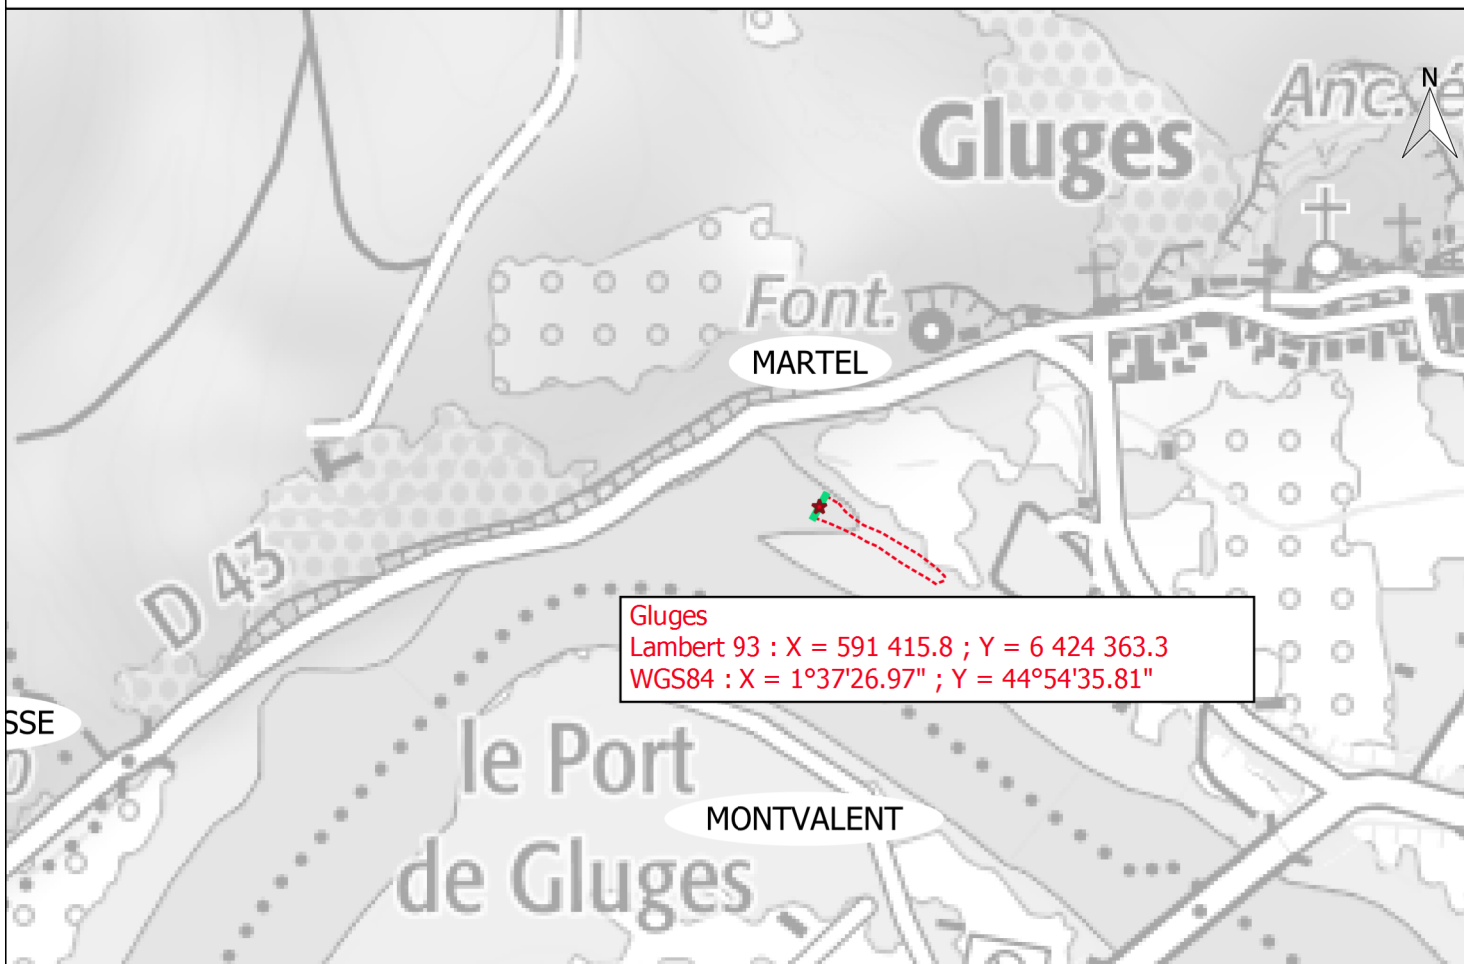 N
Anc. é
Gluges
Font.
MARTEL
D 43
Gluges
Lambert 93 : X = 591 415.8 ; Y = 6 424 363.3
WGS84 : X = 1°37'26.97" ; Y = 44°54'35.81"
SSE
le Port
de Gluges
MONTVALENT